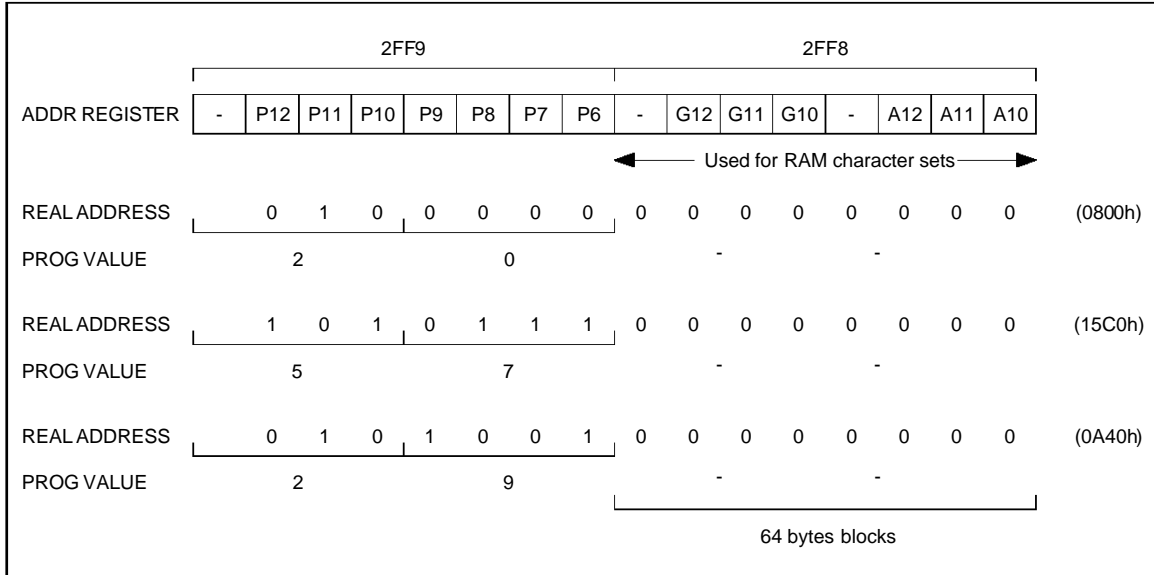 2FF9 2FF8
ADDR REGISTER - P12 P11 P10 P9 P8 P7 P6 - G12 G11 G10 - A12 A11 A10
Used for RAM character sets
REAL ADDRESS 0 1 0 0 0 0 0 0 0 0 0 0 0 0 0 (0800h)
PROG VALUE 2 0 - -
REAL ADDRESS 1 0 1 0 1 1 1 0 0 0 0 0 0 0 0 (15C0h)
PROG VALUE 5 7 - -
REAL ADDRESS 0 1 0 1 0 0 1 0 0 0 0 0 0 0 0 (0A40h)
PROG VALUE 2 9 - -
64 bytes blocks